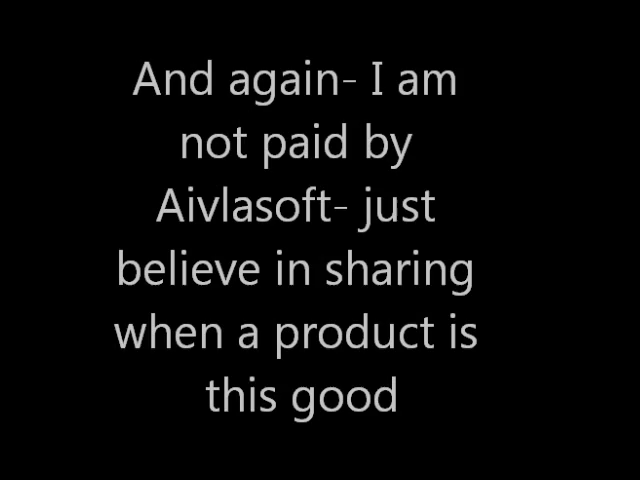 And again- I am
not paid by
Aivlasoft- just
believe in sharing
when a product is
this good